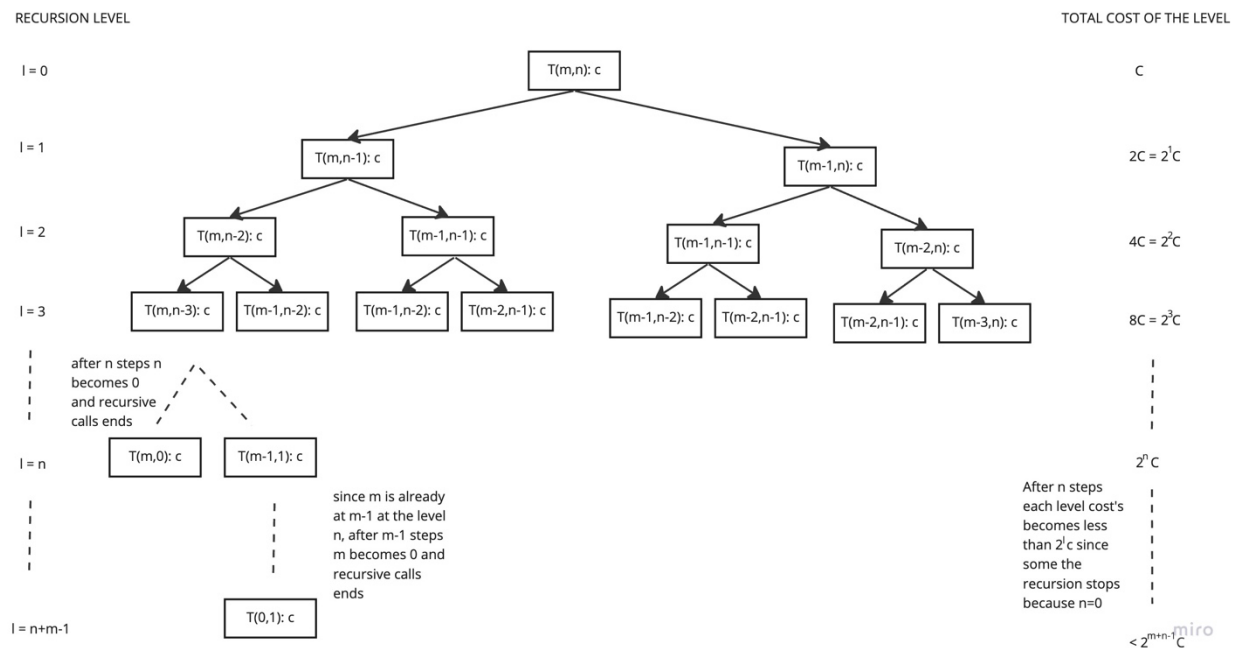 RECURSION LEVEL
TOTAL COST OF THE LEVEL
l = 0
T(m,n): c
C
l = 1
T(m,n-1): c
T(m-1,n): c
2C = 2^1C
l = 2
T(m,n-2): c
T(m-1,n-1): c
T(m-1,n-1): c
T(m-2,n): c
4C = 2^2C
l = 3
T(m,n-3): c
T(m-1,n-2): c
T(m-1,n-2): c
T(m-2,n-1): c
T(m-1,n-2): c
T(m-2,n-1): c
T(m-2,n-1): c
T(m-3,n): c
8C = 2^3C
after n steps n
becomes 0
and recursive
calls ends
l = n
T(m,0): c
T(m-1,1): c
2^n C
since m is already
at m-1 at the level
n, after m-1 steps
m becomes 0 and
recursive calls
ends
After n steps
each level cost's
becomes less
than 2^lc since
some the
recursion stops
because n=0
l = n+m-1
T(0,1): c
< 2^m+n-1C
miro